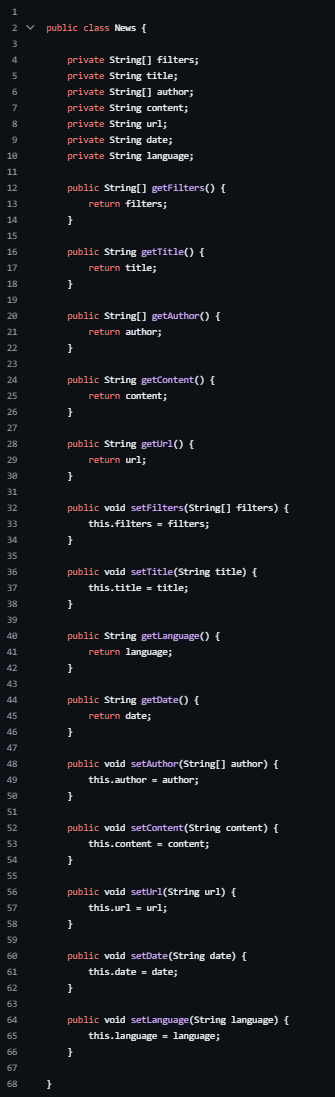 1
2 public class News {
3
4 private String[] filters;
5 private String title;
6 private String[] author;
7 private String content;
8 private String url;
9 private String date;
10 private String language;
11
12 public String[] getFilters() {
13 return filters;
14 }
15
16 public String getTitle() {
17 return title;
18 }
19
20 public String[] getAuthor() {
21 return author;
22 }
23
24 public String getContent() {
25 return content;
26 }
27
28 public String getUrl() {
29 return url;
30 }
31
32 public void setFilters(String[] filters) {
33 this.filters = filters;
34 }
35
36 public void setTitle(String title) {
37 this.title = title;
38 }
39
40 public String getLanguage() {
41 return language;
42 }
43
44 public String getDate() {
45 return date;
46 }
47
48 public void setAuthor(String[] author) {
49 this.author = author;
50 }
51
52 public void setContent(String content) {
53 this.content = content;
54 }
55
56 public void setUrl(String url) {
57 this.url = url;
58 }
59
60 public void setDate(String date) {
61 this.date = date;
62 }
63
64 public void setLanguage(String language) {
65 this.language = language;
66 }
67
68 }